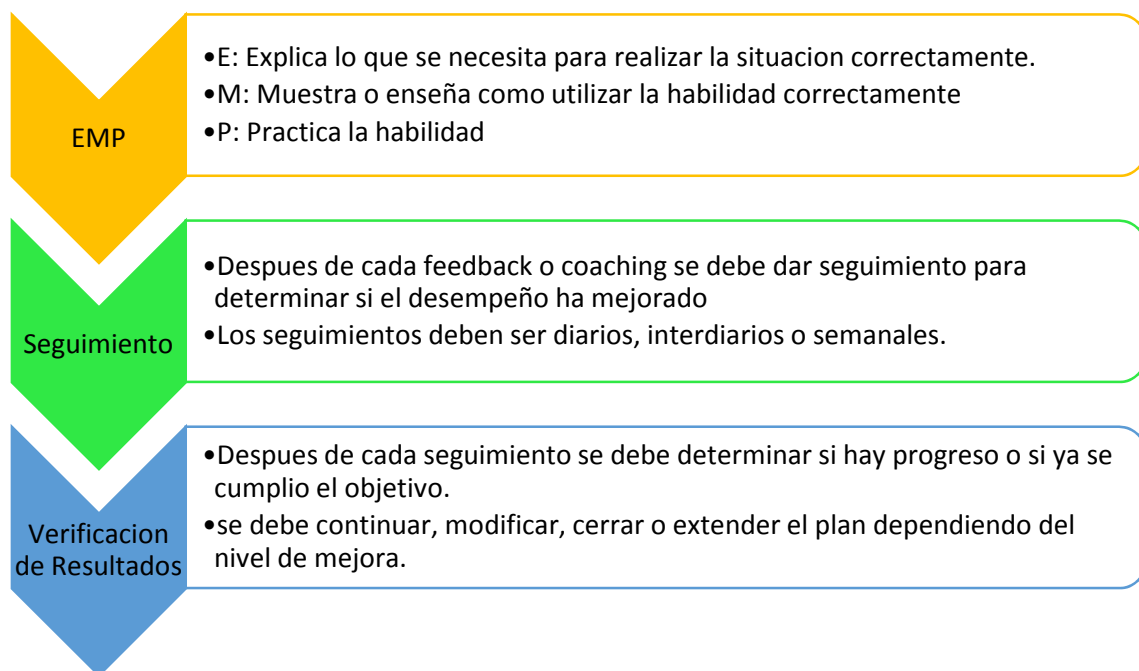 EMP
•E: Explica lo que se necesita para realizar la situacion correctamente.
•M: Muestra o enseña como utilizar la habilidad correctamente
•P: Practica la habilidad
Seguimiento
•Despues de cada feedback o coaching se debe dar seguimiento para
determinar si el desempeño ha mejorado
•Los seguimientos deben ser diarios, interdiarios o semanales.
Verificacion
de Resultados
•Despues de cada seguimiento se debe determinar si hay progreso o si ya se
cumplio el objetivo.
•se debe continuar, modificar, cerrar o extender el plan dependiendo del
nivel de mejora.